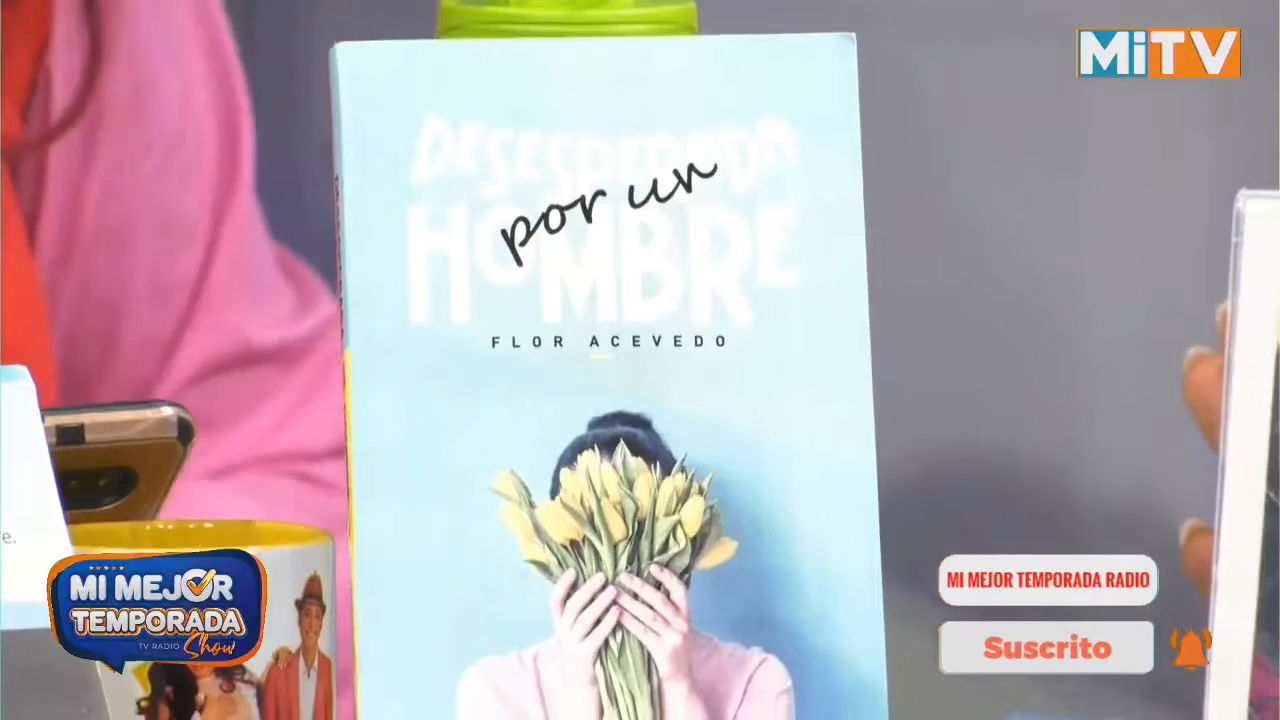 MiTV
DESESPERADA
por un
HOMBRE
FLOR ACEVEDO
e.
MI MEJOR
TEMPORADA
TV RADIO Show
MI MEJOR TEMPORADA RADIO
Suscrito